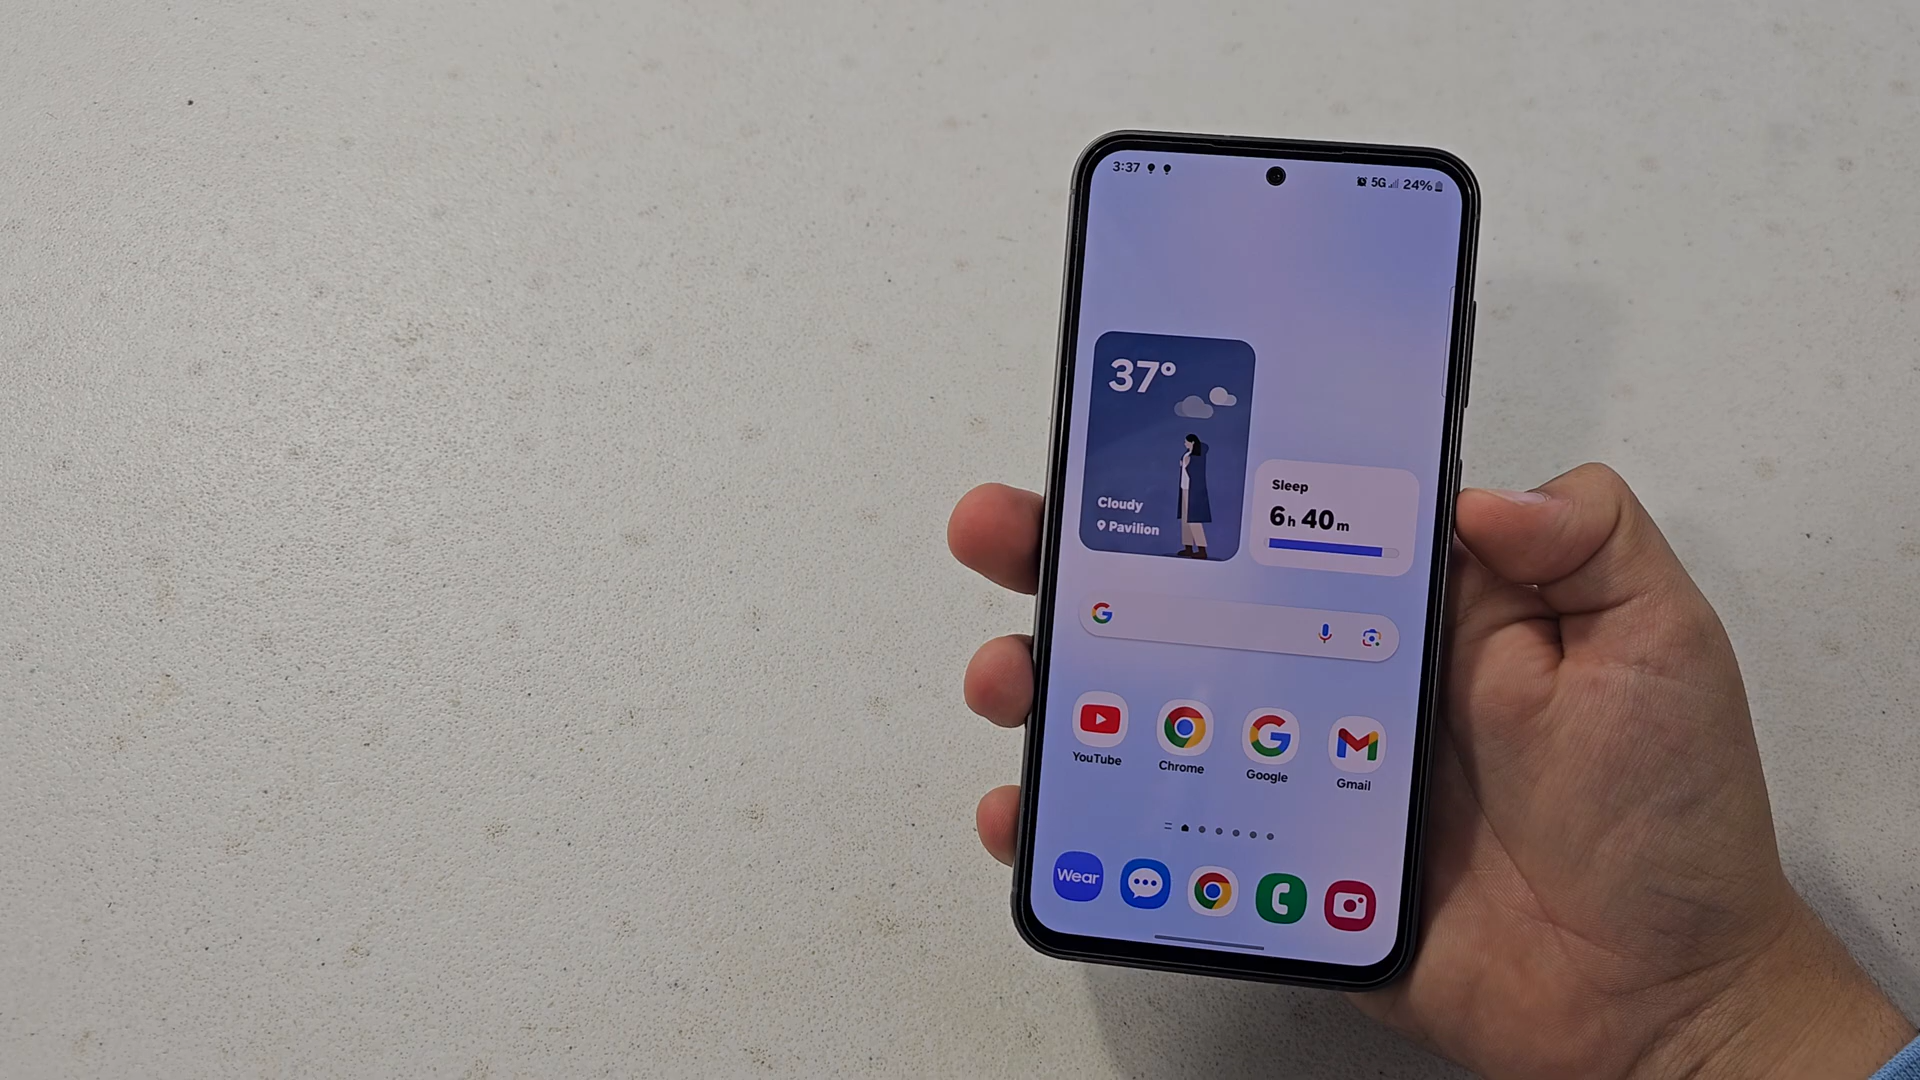 3:37
5G 24%
37°
Cloudy
Pavilion
Sleep
6h 40m
YouTube
Chrome
Google
Gmail
Wear